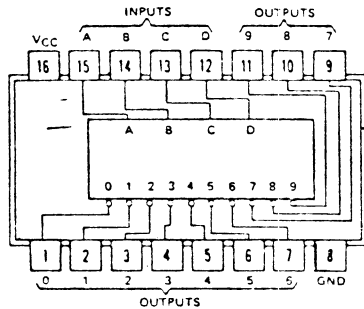 INPUTS OUTPUTS
VCC A B C D 9 8 7
16 15 14 13 12 11 10 9
A B C D
0 1 2 3 4 5 6 7 8 9
1 2 3 4 5 6 7 8
0 1 2 3 4 5 6 GND
OUTPUTS